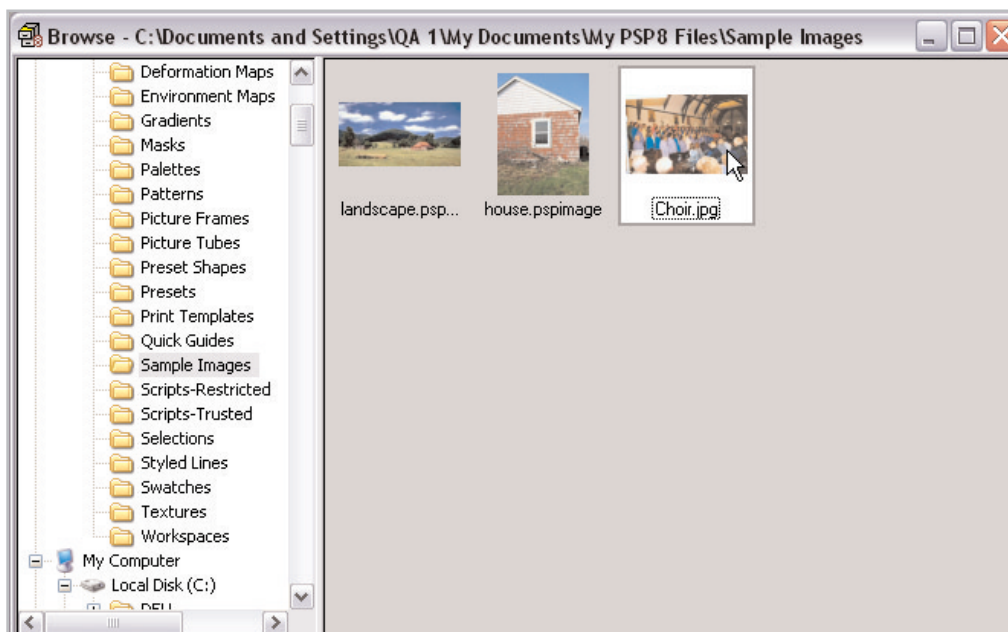 Browse - C:\Documents and Settings\QA 1\My Documents\My PSP8 Files\Sample Images
Deformation Maps
Environment Maps
Gradients
Masks
Palettes
Patterns
Picture Frames
Picture Tubes
Preset Shapes
Presets
Print Templates
Quick Guides
Sample Images
Scripts-Restricted
Scripts-Trusted
Selections
Styled Lines
Swatches
Textures
Workspaces
My Computer
Local Disk (C:)
landscape.psp...
house.pspimage
Choir.jpg